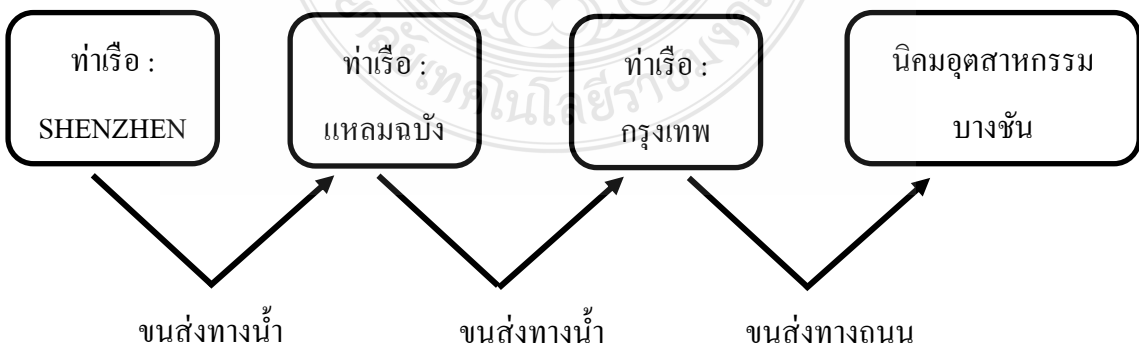 ท่าเรือ :
SHENZHEN
ท่าเรือ :
แหลมฉบัง
ท่าเรือ :
กรุงเทพ
นิคมอุตสาหกรรม
บางชัน
ขนส่งทางน้ำ
ขนส่งทางน้ำ
ขนส่งทางถนน